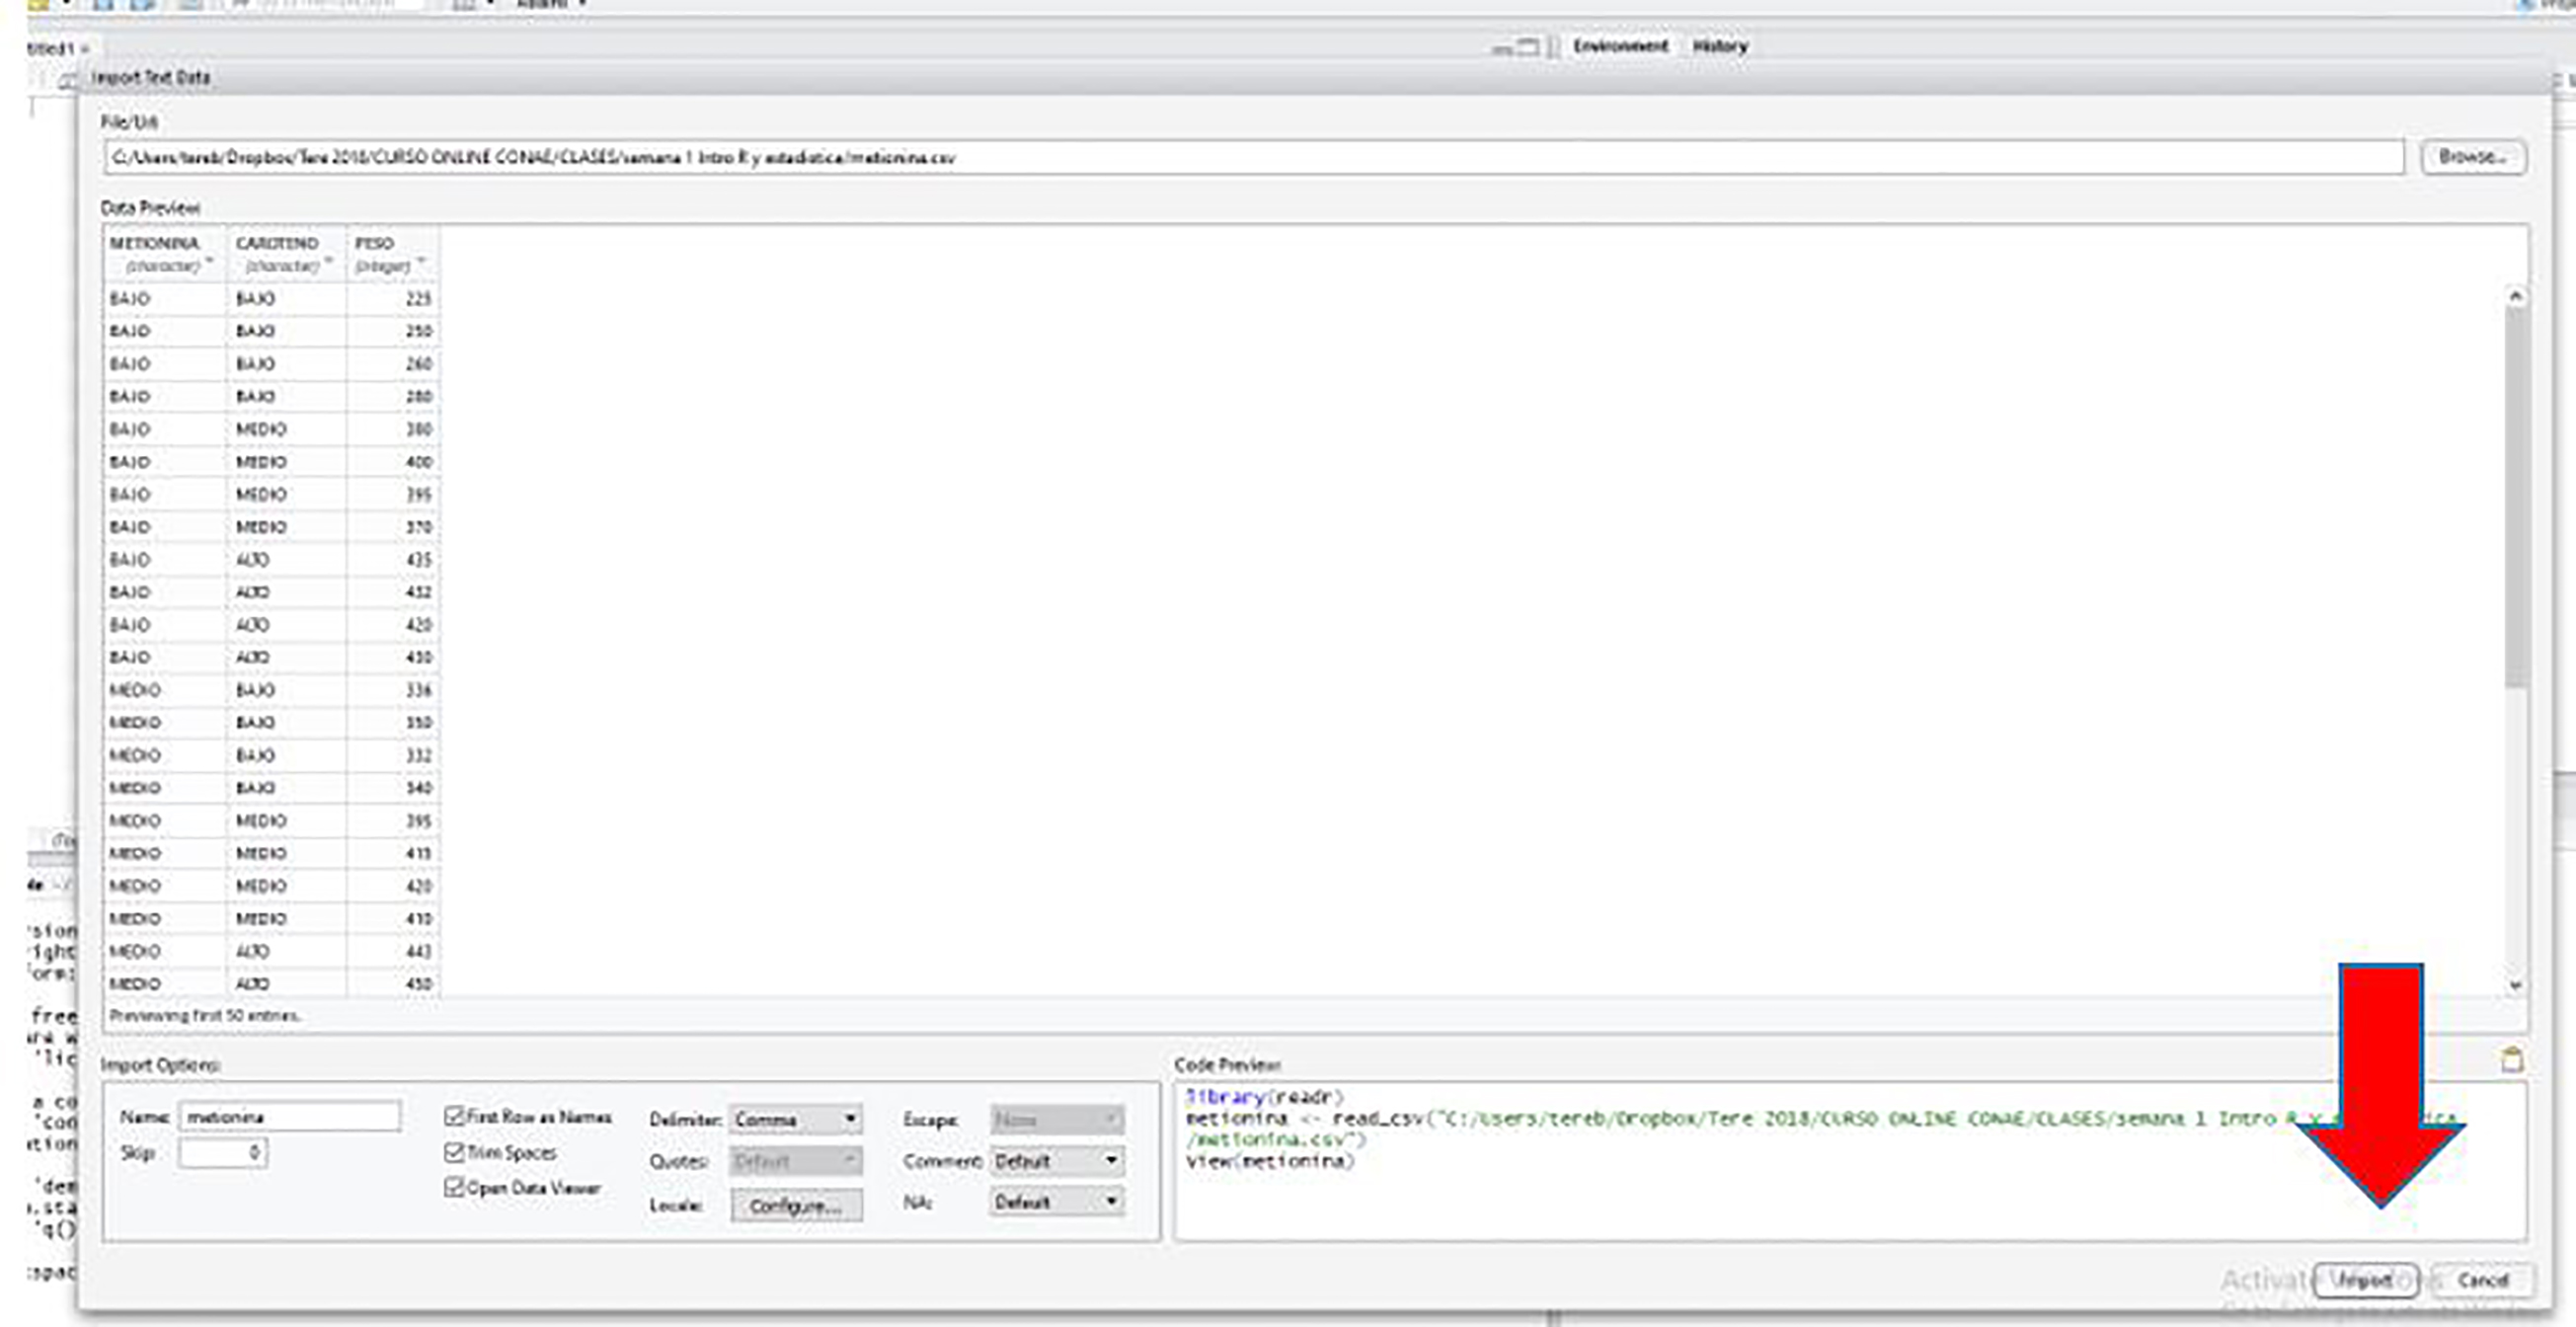 Environment History
Import Text Data
File/Url:
C:/Users/tereb/Dropbox/Tere 2018/CURSO ONLINE CONAE/CLASES/semana 1 Intro R y estadistica/metionina.csv
Browse...
Data Preview:
METIONINA CAROTENO PESO
(character) (character) (integer)
BAJO BAJO 225
BAJO BAJO 250
BAJO BAJO 260
BAJO BAJO 280
BAJO MEDIO 380
BAJO MEDIO 400
BAJO MEDIO 395
BAJO MEDIO 370
BAJO ALTO 435
BAJO ALTO 432
BAJO ALTO 420
BAJO ALTO 430
MEDIO BAJO 336
MEDIO BAJO 350
MEDIO BAJO 332
MEDIO BAJO 340
MEDIO MEDIO 395
MEDIO MEDIO 415
MEDIO MEDIO 420
MEDIO MEDIO 410
MEDIO ALTO 443
MEDIO ALTO 450
Previewing first 50 entries.
Import Options:
Name: metionina
Skip: 0
First Row as Names
Trim Spaces
Open Data Viewer
Delimiter: Comma
Quotes: Default
Locale: Configure...
Escape: None
Comment: Default
NA: Default
Code Preview:
library(readr)
metionina <- read_csv("C:/Users/tereb/Dropbox/Tere 2018/CURSO ONLINE CONAE/CLASES/semana 1 Intro R y
/metionina.csv")
View(metionina)
Import Cancel